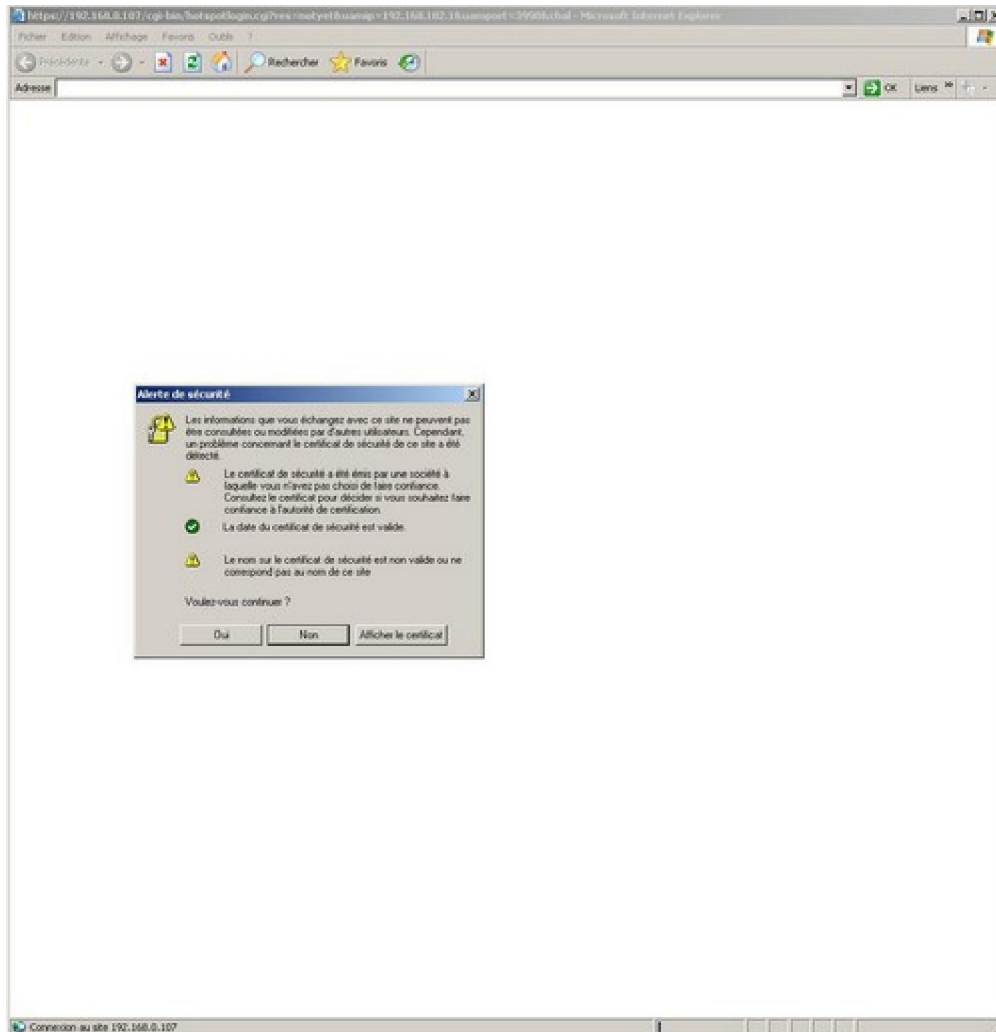 https://192.168.0.107/cgi-bin/hotspotlogin.cgi?res=notyet&uamip=192.168.182.1&uamport=3990&chal - Microsoft Internet Explorer
Fichier Edition Affichage Favoris Outils ?
Précédente Rechercher Favoris
Adresse OK Liens »
Alerte de sécurité
Les informations que vous échangez avec ce site ne peuvent pas
être consultées ou modifiées par d'autres utilisateurs. Cependant,
un problème concernant le certificat de sécurité de ce site a été
détecté.
Le certificat de sécurité a été émis par une société à
laquelle vous n'avez pas choisi de faire confiance.
Consultez le certificat pour décider si vous souhaitez faire
confiance à l'autorité de certification.
La date du certificat de sécurité est valide.
Le nom sur le certificat de sécurité est non valide ou ne
correspond pas au nom de ce site
Voulez-vous continuer ?
Oui Non Afficher le certificat
Connexion au site 192.168.0.107